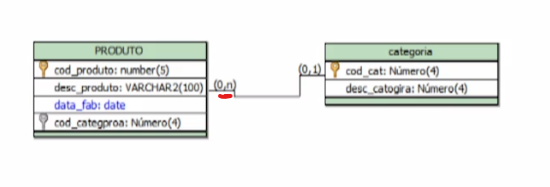 PRODUTO
cod_produto: number(5)
desc_produto: VARCHAR2(100)
data_fab: date
cod_categproa: Número(4)
(0,n)
(0,1)
categoria
cod_cat: Número(4)
desc_catogira: Número(4)